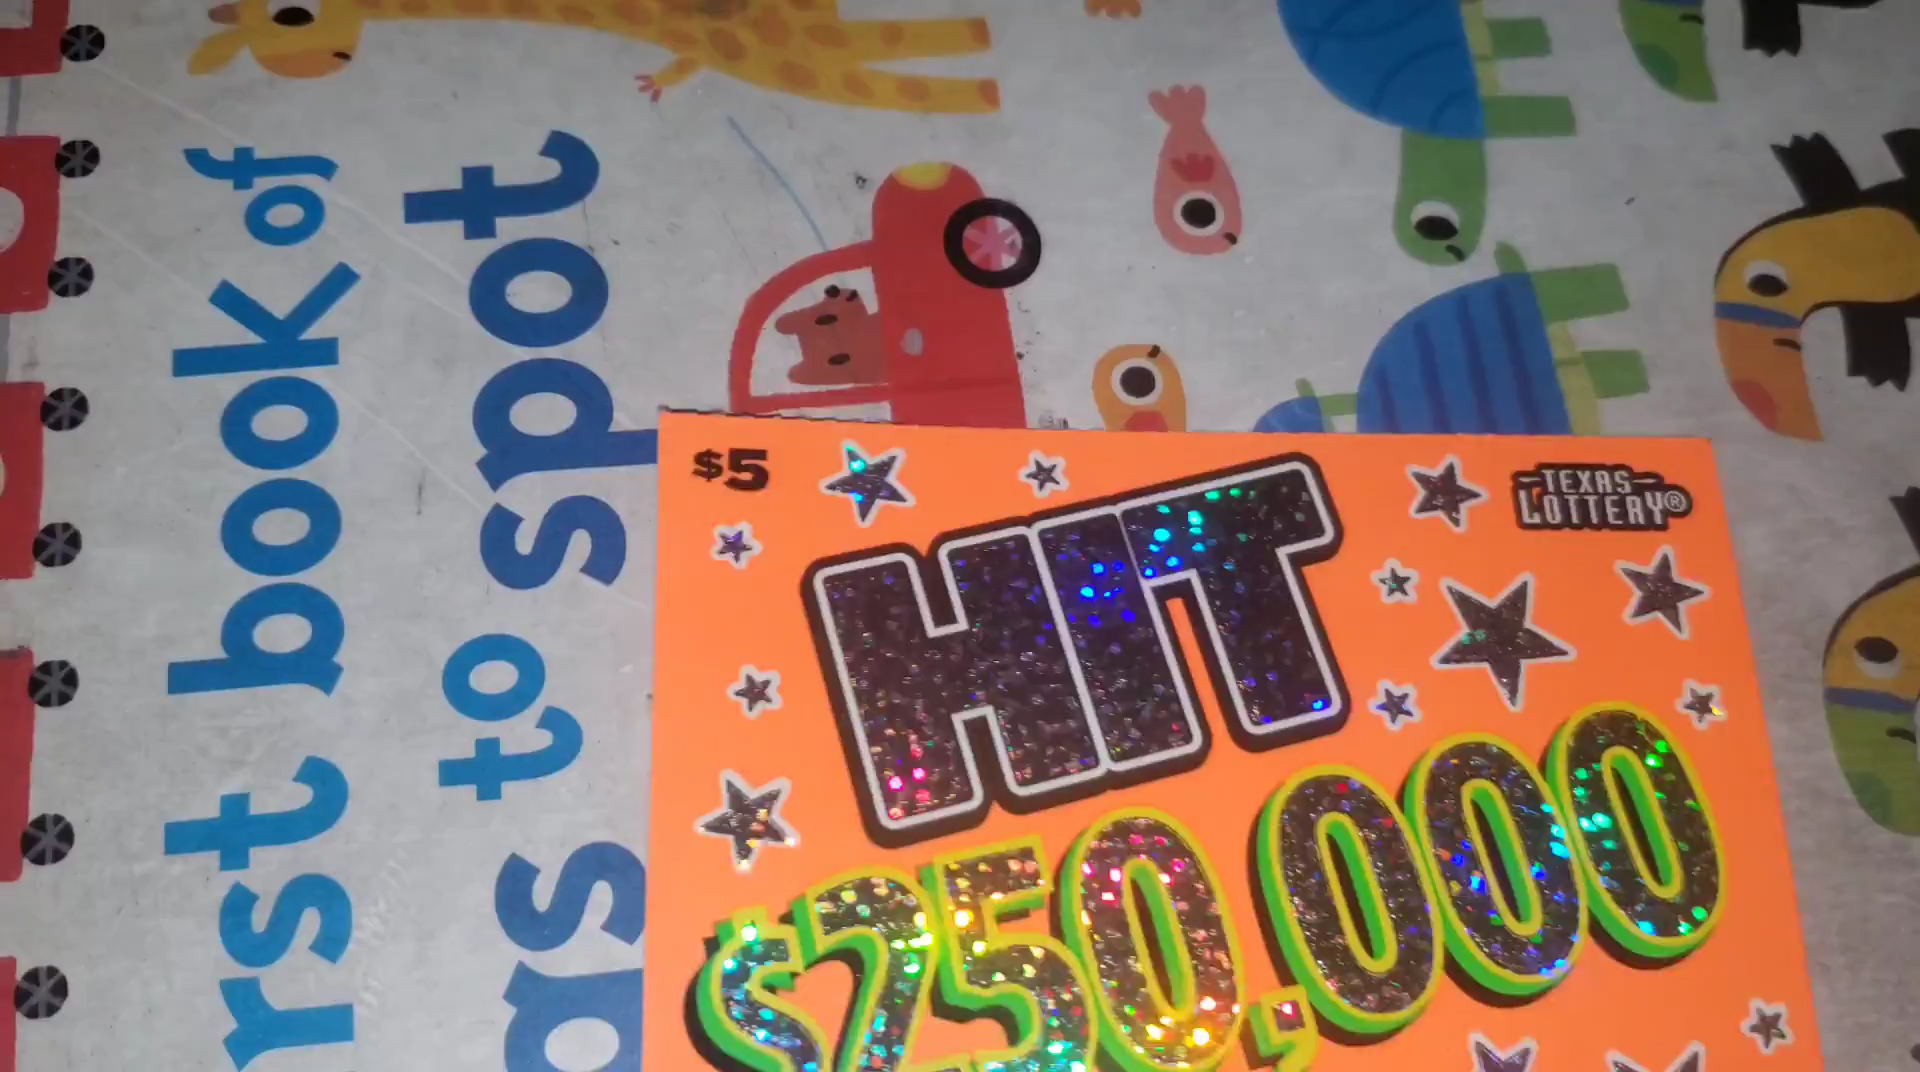 rst book of
as to spot
$5
TEXAS
LOTTERY®
HIT
$250,000